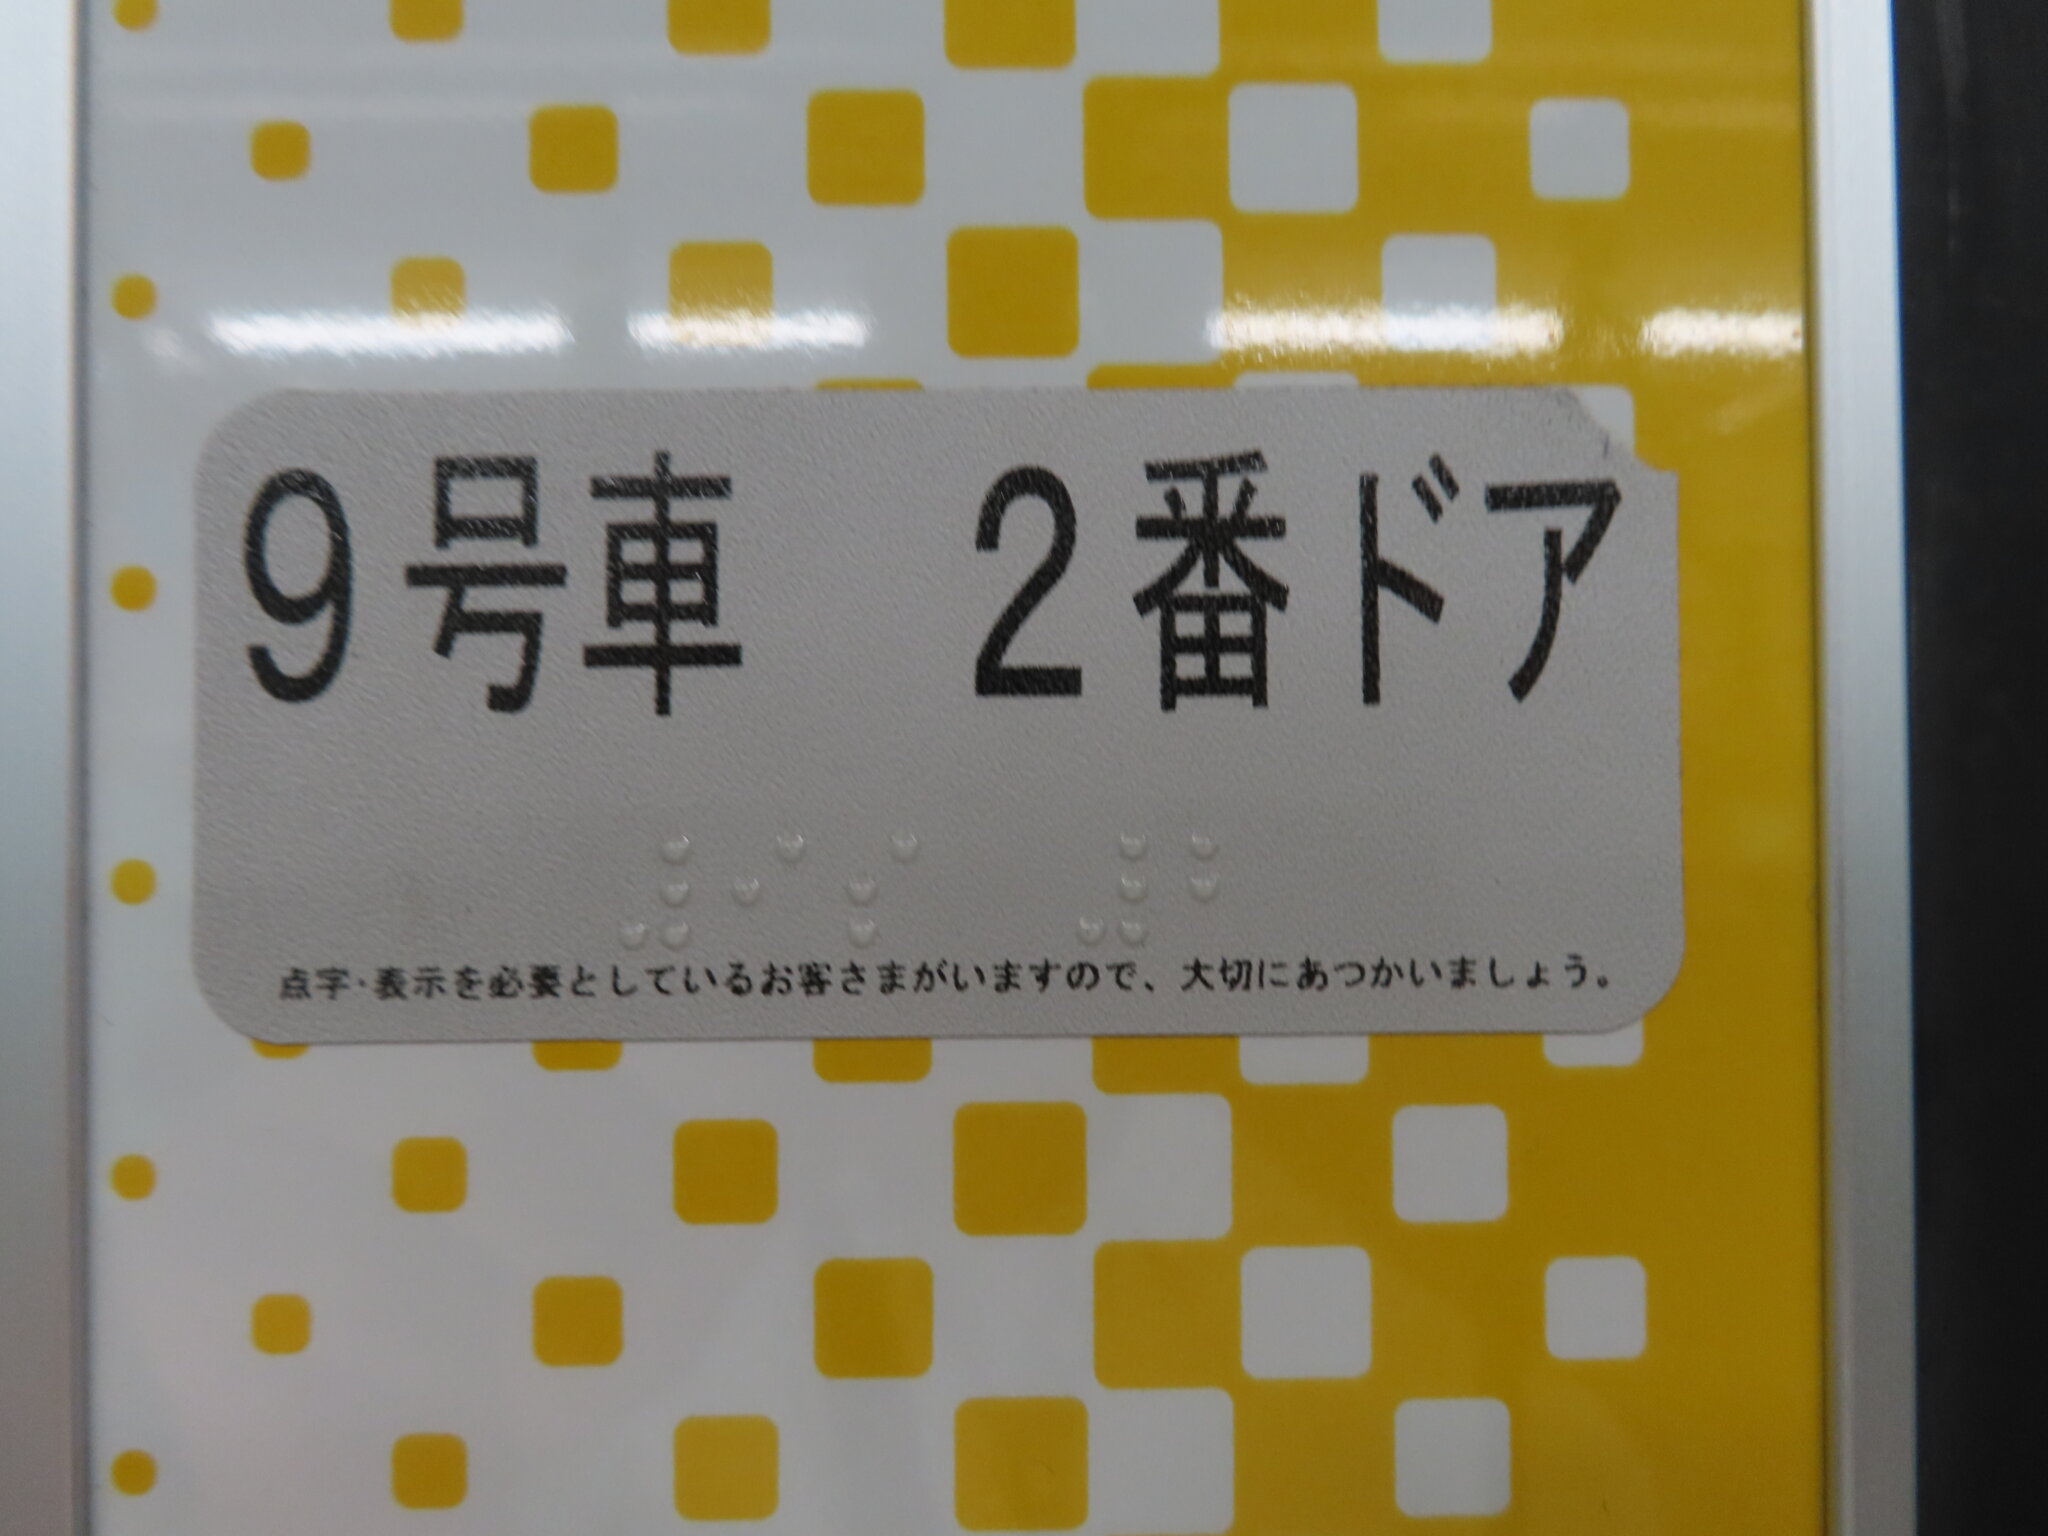 9号車　2番ドア
⠼⠊⠎ ⠼⠃
点字・表示を必要としているお客さまがいますので、大切にあつかいましょう。